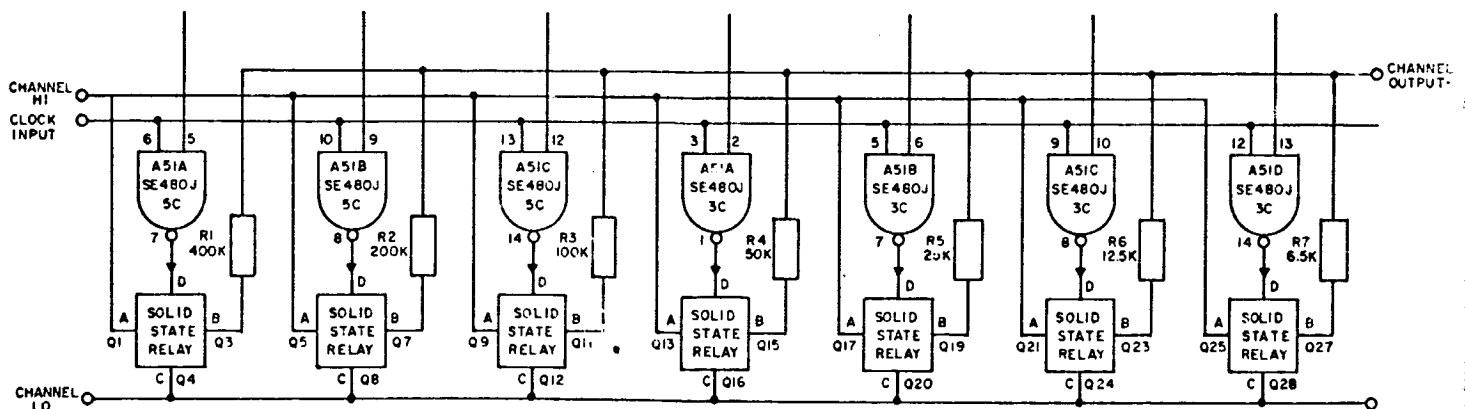 CHANNEL HI
CHANNEL OUTPUT
CLOCK INPUT
6 5
10 9
13 12
3 2
5 6
9 10
12 13
A51A SE480J 5C
A51B SE480J 5C
A51C SE480J 5C
A51A SE480J 3C
A51B SE480J 3C
A51C SE480J 3C
A51D SE480J 3C
7
8
14
1
7
8
14
R1 400K
R2 200K
R3 100K
R4 50K
R5 25K
R6 12.5K
R7 6.5K
D
D
D
D
D
D
D
A Q1 SOLID STATE RELAY B Q3
A Q5 SOLID STATE RELAY B Q7
A Q9 SOLID STATE RELAY B Q11
A Q13 SOLID STATE RELAY B Q15
A Q17 SOLID STATE RELAY B Q19
A Q21 SOLID STATE RELAY B Q23
A Q25 SOLID STATE RELAY B Q27
C Q4
C Q8
C Q12
C Q16
C Q20
C Q24
C Q28
CHANNEL LO